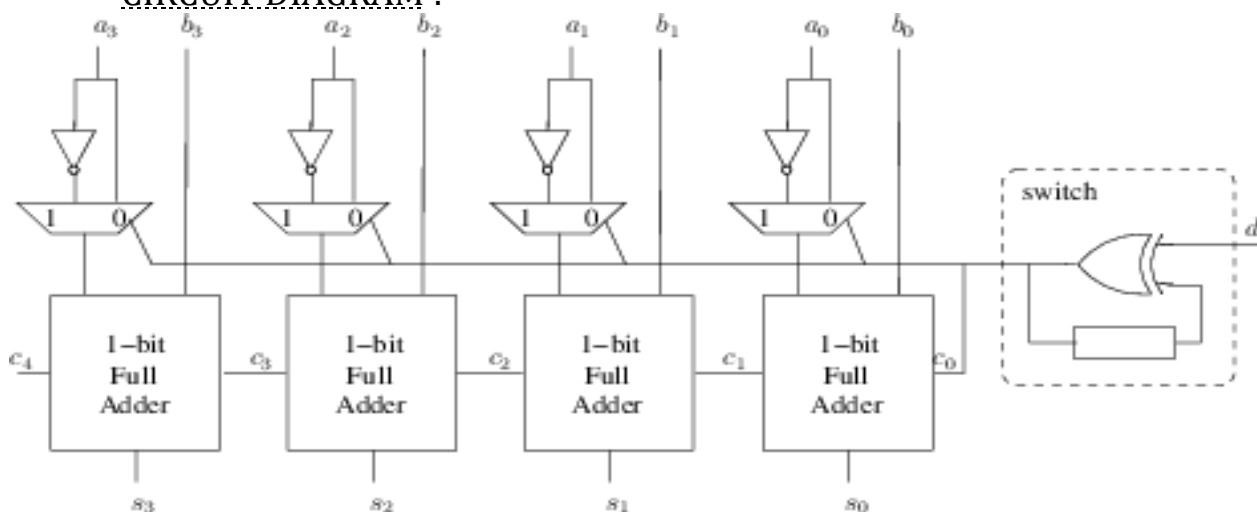 CIRCUIT DIAGRAM :
a3 b3 a2 b2 a1 b1 a0 b0
switch
1 0 1 0 1 0 1 0
d
1-bit Full Adder 1-bit Full Adder 1-bit Full Adder 1-bit Full Adder
c4 c3 c2 c1 c0
s3 s2 s1 s0